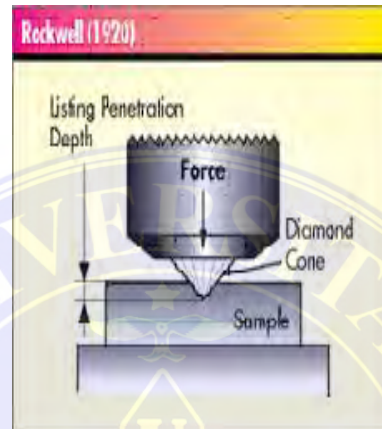 Rockwell (1920)
Listing Penetration
Depth
Force
Diamond
Cone
Sample